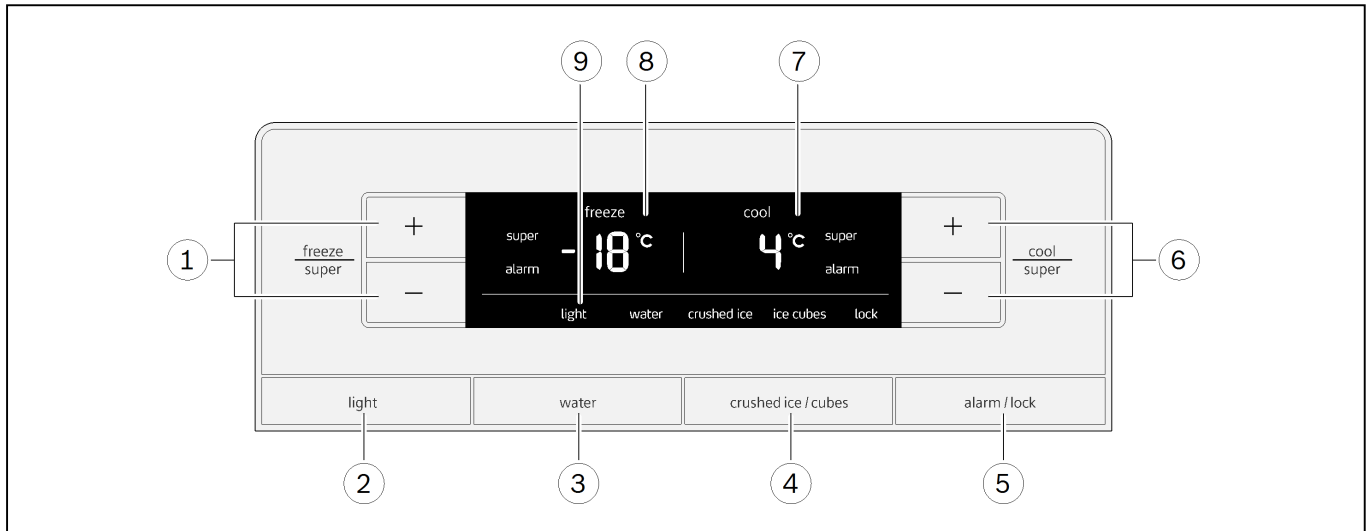 9 8 7
freeze cool
+ super -18 °C 4 °C super +
1 freeze alarm alarm cool 6
super super
− −
light water crushed ice ice cubes lock
light water crushed ice / cubes alarm / lock
2 3 4 5